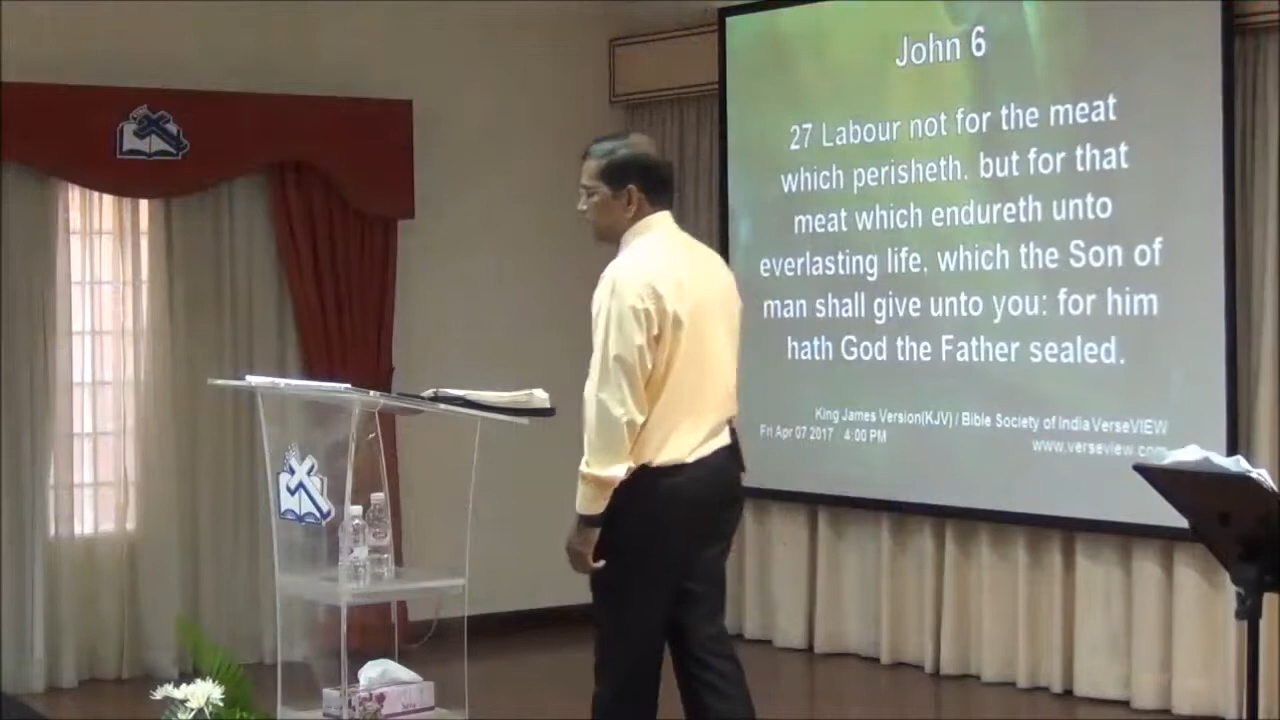 John 6
27 Labour not for the meat
which perisheth, but for that
meat which endureth unto
everlasting life, which the Son of
man shall give unto you: for him
hath God the Father sealed.
King James Version(KJV) / Bible Society of India VerseVIEW
Fri Apr 07 2017 4:00 PM
www.verseview.com